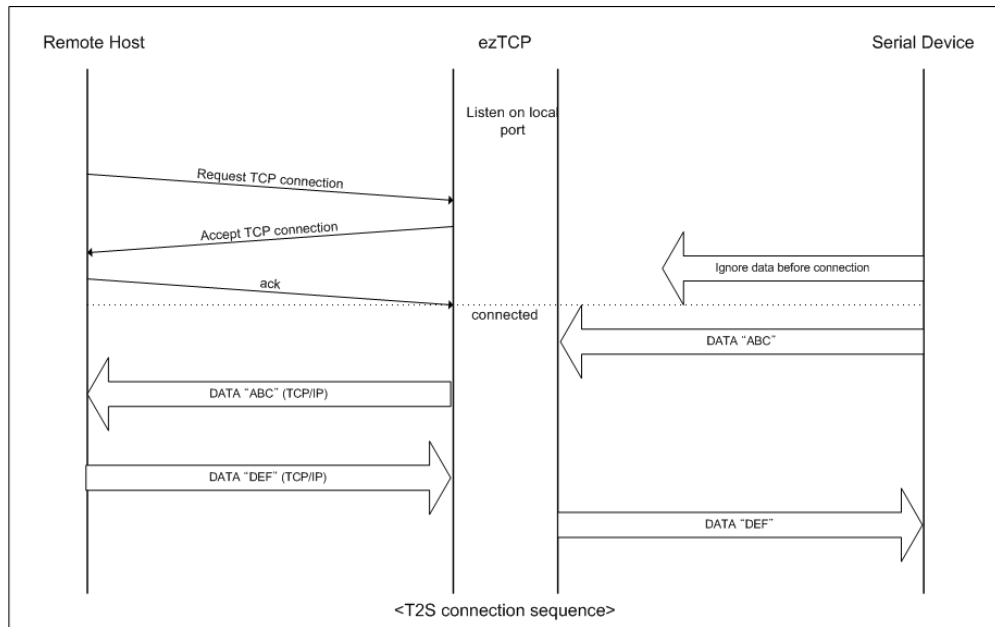 Remote Host
ezTCP
Serial Device
Listen on local
port
Request TCP connection
Accept TCP connection
Ignore data before connection
ack
connected
DATA “ABC”
DATA “ABC” (TCP/IP)
DATA “DEF” (TCP/IP)
DATA “DEF”
<T2S connection sequence>